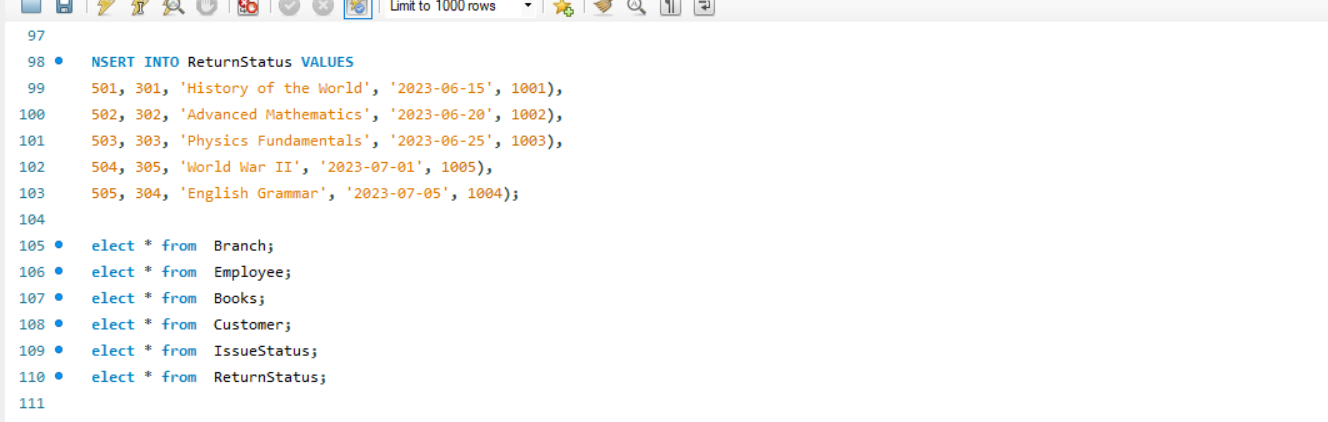 Limit to 1000 rows
97
98 NSERT INTO ReturnStatus VALUES
99 501, 301, 'History of the World', '2023-06-15', 1001),
100 502, 302, 'Advanced Mathematics', '2023-06-20', 1002),
101 503, 303, 'Physics Fundamentals', '2023-06-25', 1003),
102 504, 305, 'World War II', '2023-07-01', 1005),
103 505, 304, 'English Grammar', '2023-07-05', 1004);
104
105 elect * from  Branch;
106 elect * from  Employee;
107 elect * from  Books;
108 elect * from  Customer;
109 elect * from  IssueStatus;
110 elect * from  ReturnStatus;
111